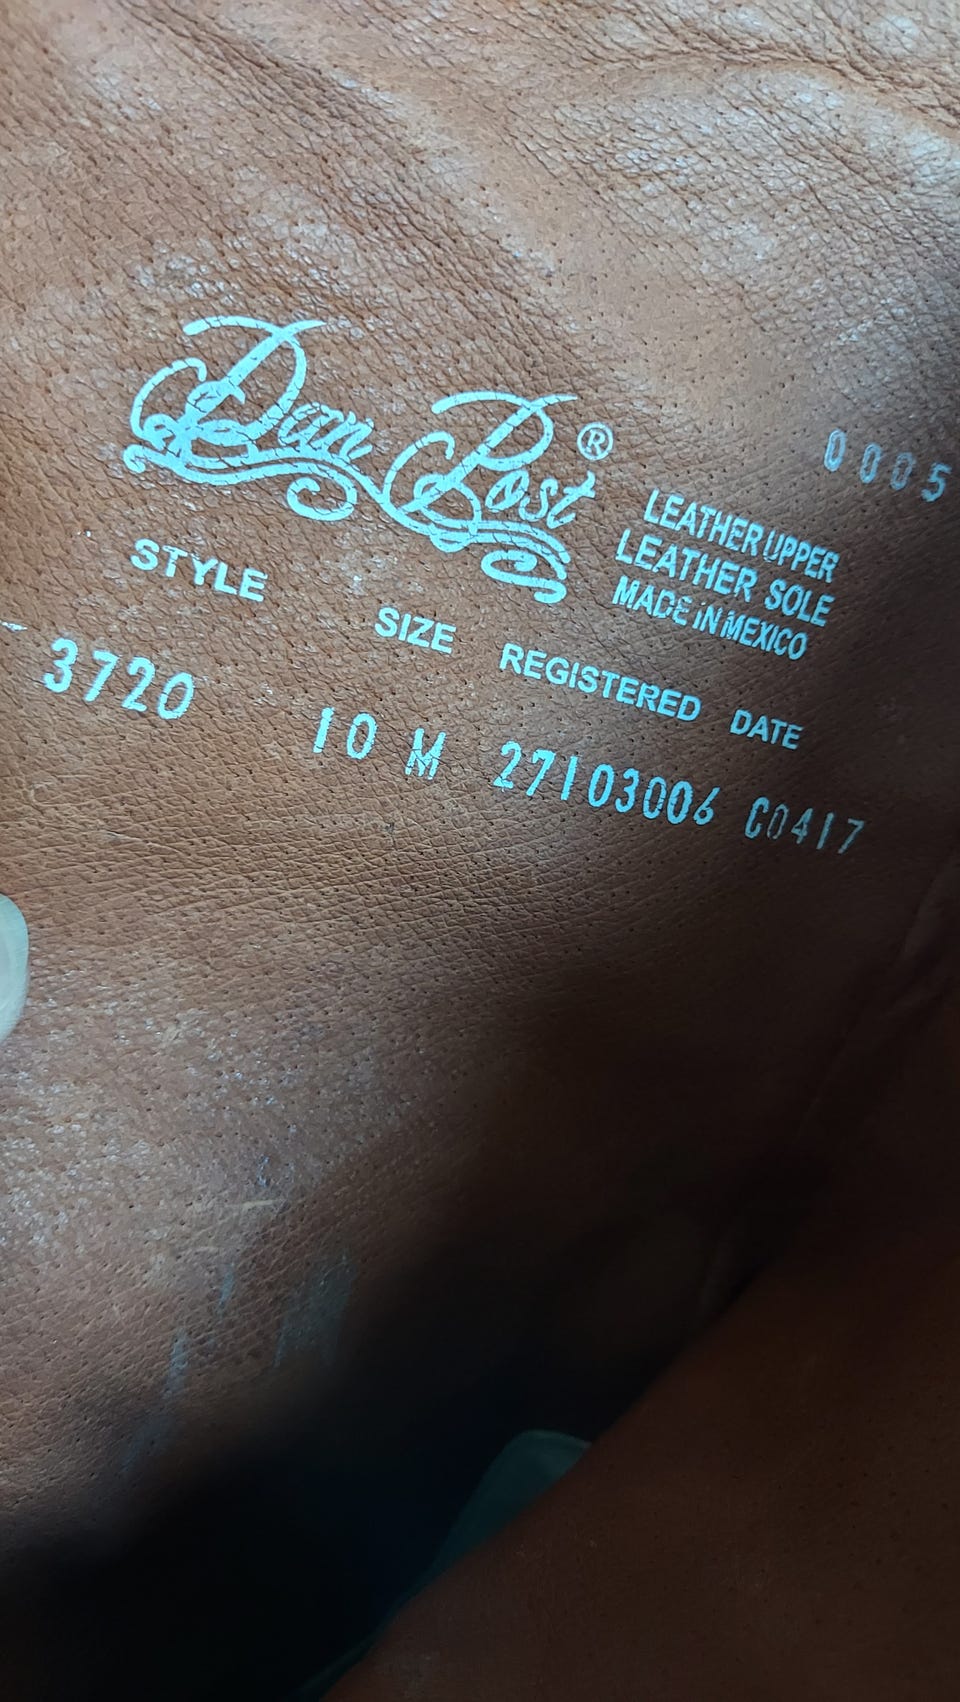 Dan Post®
0005
LEATHER UPPER
LEATHER SOLE
MADE IN MEXICO
STYLE SIZE REGISTERED DATE
3720 10 M 27103006 C0417